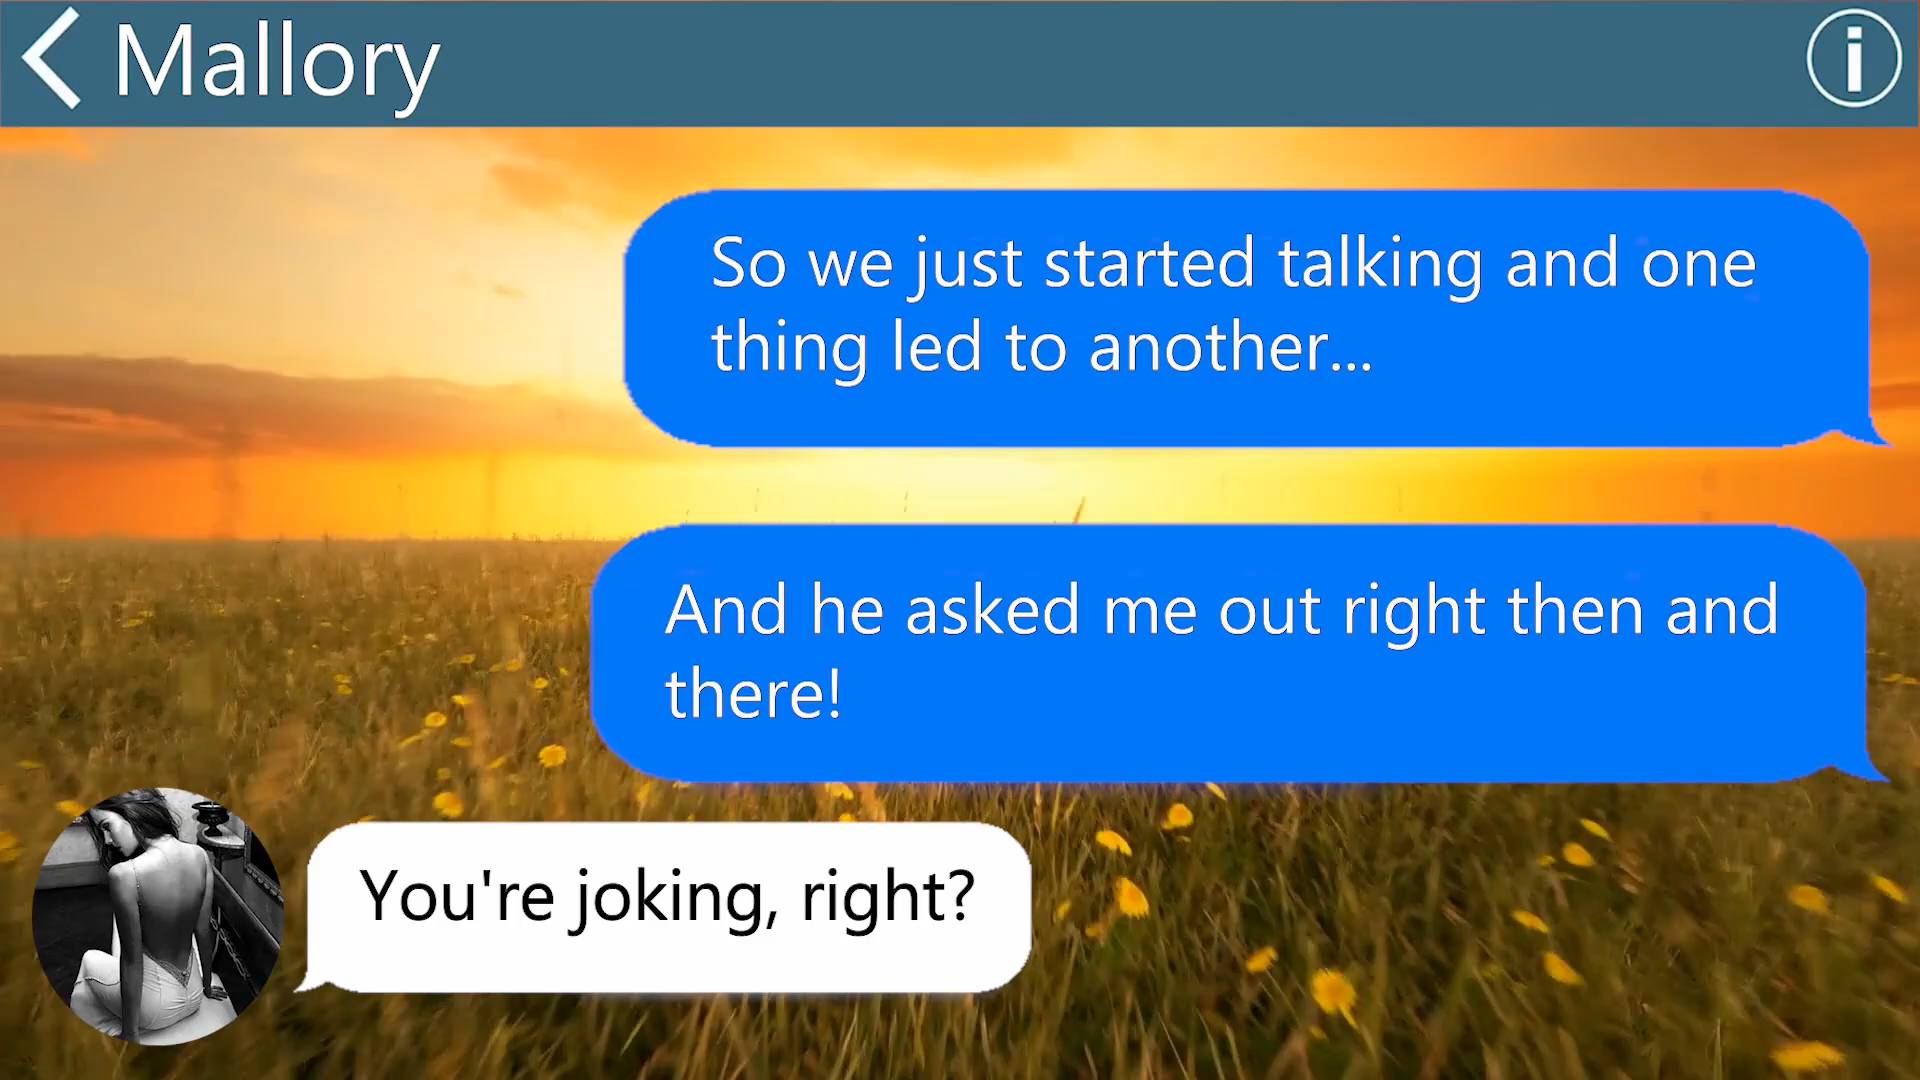 Mallory
So we just started talking and one
thing led to another...
And he asked me out right then and
there!
You're joking, right?